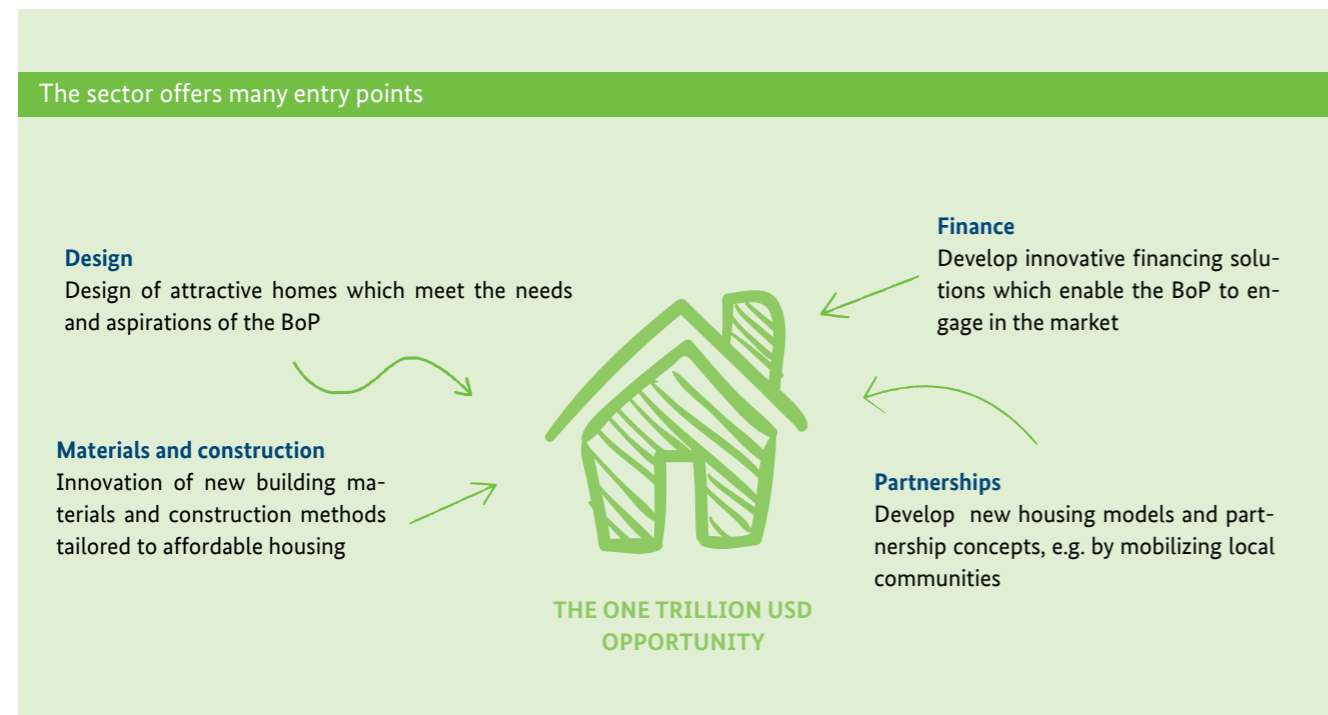 The sector offers many entry points
Design
Design of attractive homes which meet the needs
and aspirations of the BoP
Materials and construction
Innovation of new building ma-
terials and construction methods
tailored to affordable housing
Finance
Develop innovative financing solu-
tions which enable the BoP to en-
gage in the market
Partnerships
Develop new housing models and part-
nership concepts, e.g. by mobilizing local
communities
THE ONE TRILLION USD
OPPORTUNITY